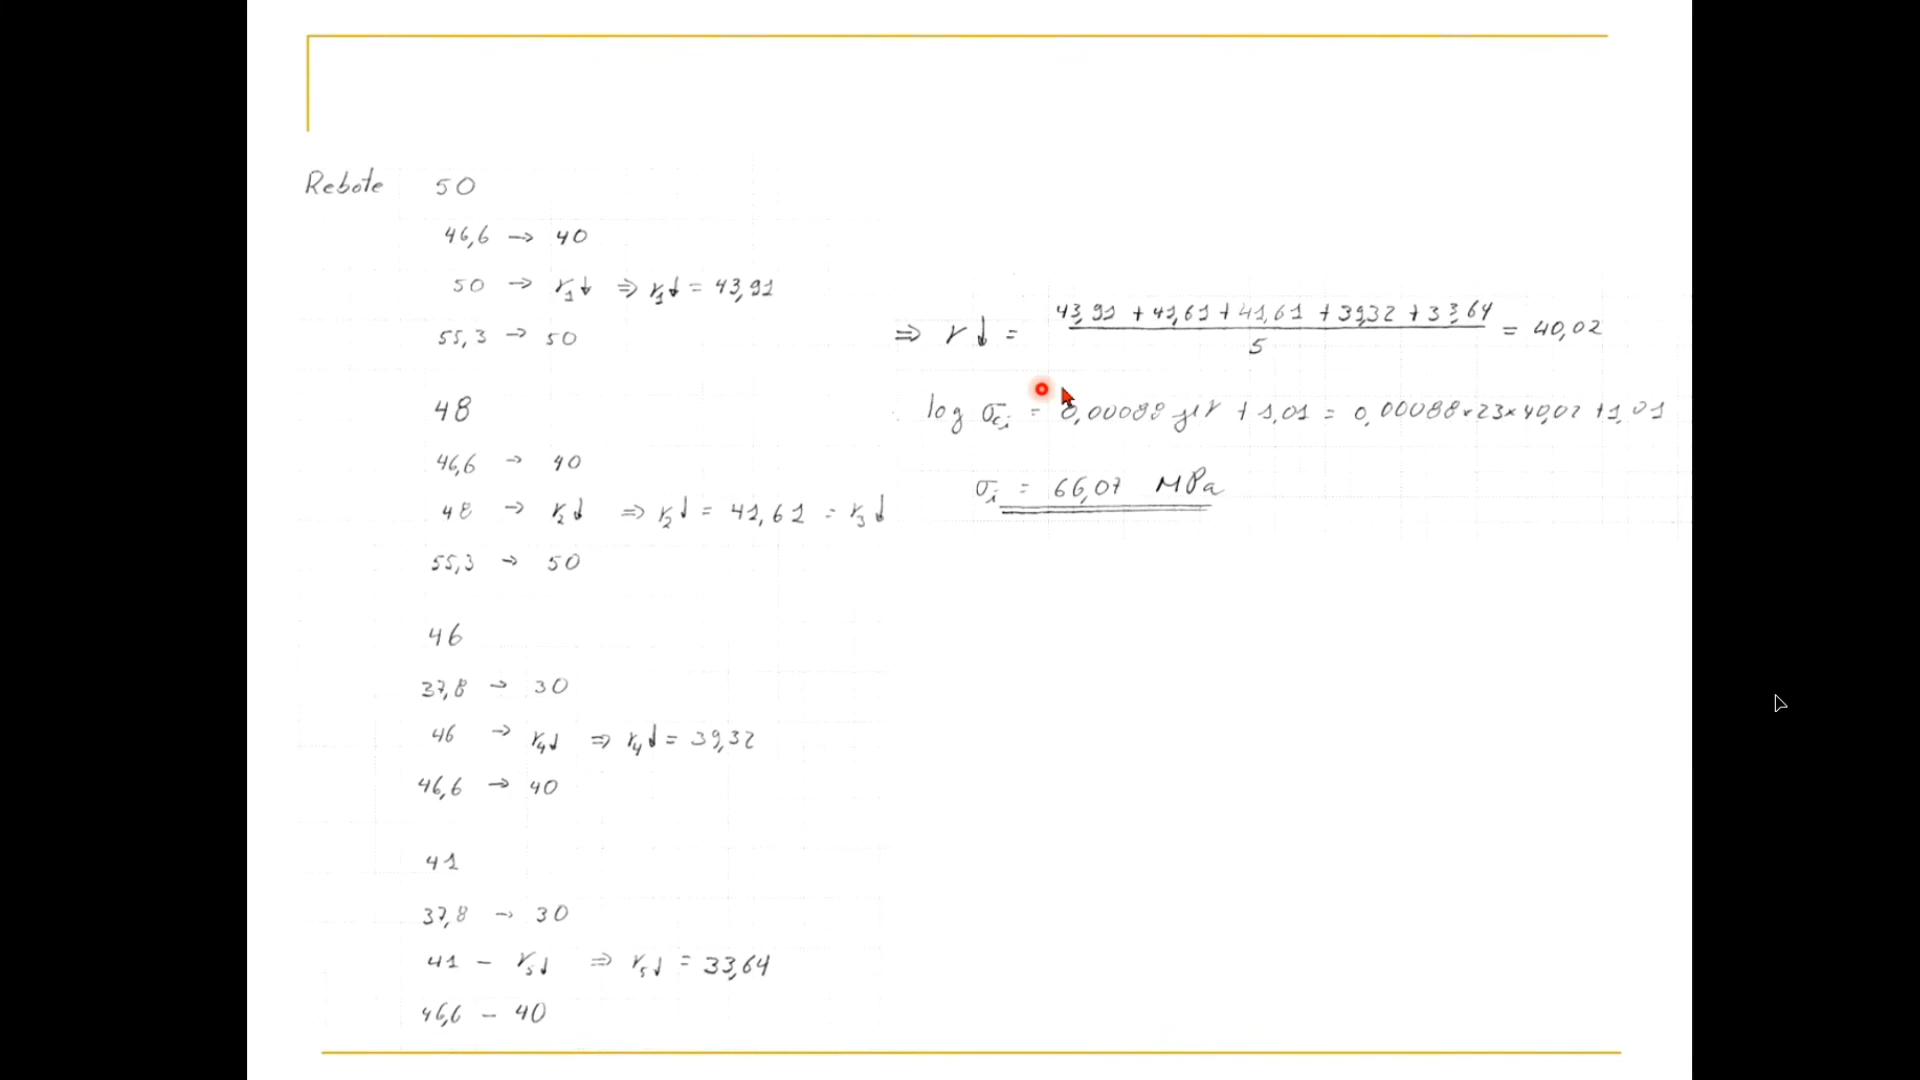 Rebote 50
46,6 → 40
50 → r₁↓ ⇒ r₁↓ = 43,91
55,3 → 50
48
46,6 → 40
48 → r₂↓ ⇒ r₂↓ = 41,61 = r₃↓
55,3 → 50
46
37,8 → 30
46 → r₄↓ ⇒ r₄↓ = 39,32
46,6 → 40
41
37,8 → 30
41 – r₅↓ ⇒ r₅↓ = 33,64
46,6 – 40
⇒ r↓ = 43,91 + 41,61 + 41,61 + 39,32 + 33,64 / 5 = 40,02
log σci = 0,00088 γ↓r + 1,01 = 0,00088 × 23 × 40,02 + 1,01
σi = 66,07 MPa